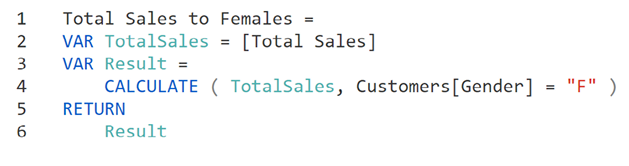 1 Total Sales to Females =
2 VAR TotalSales = [Total Sales]
3 VAR Result =
4     CALCULATE ( TotalSales, Customers[Gender] = "F" )
5 RETURN
6     Result